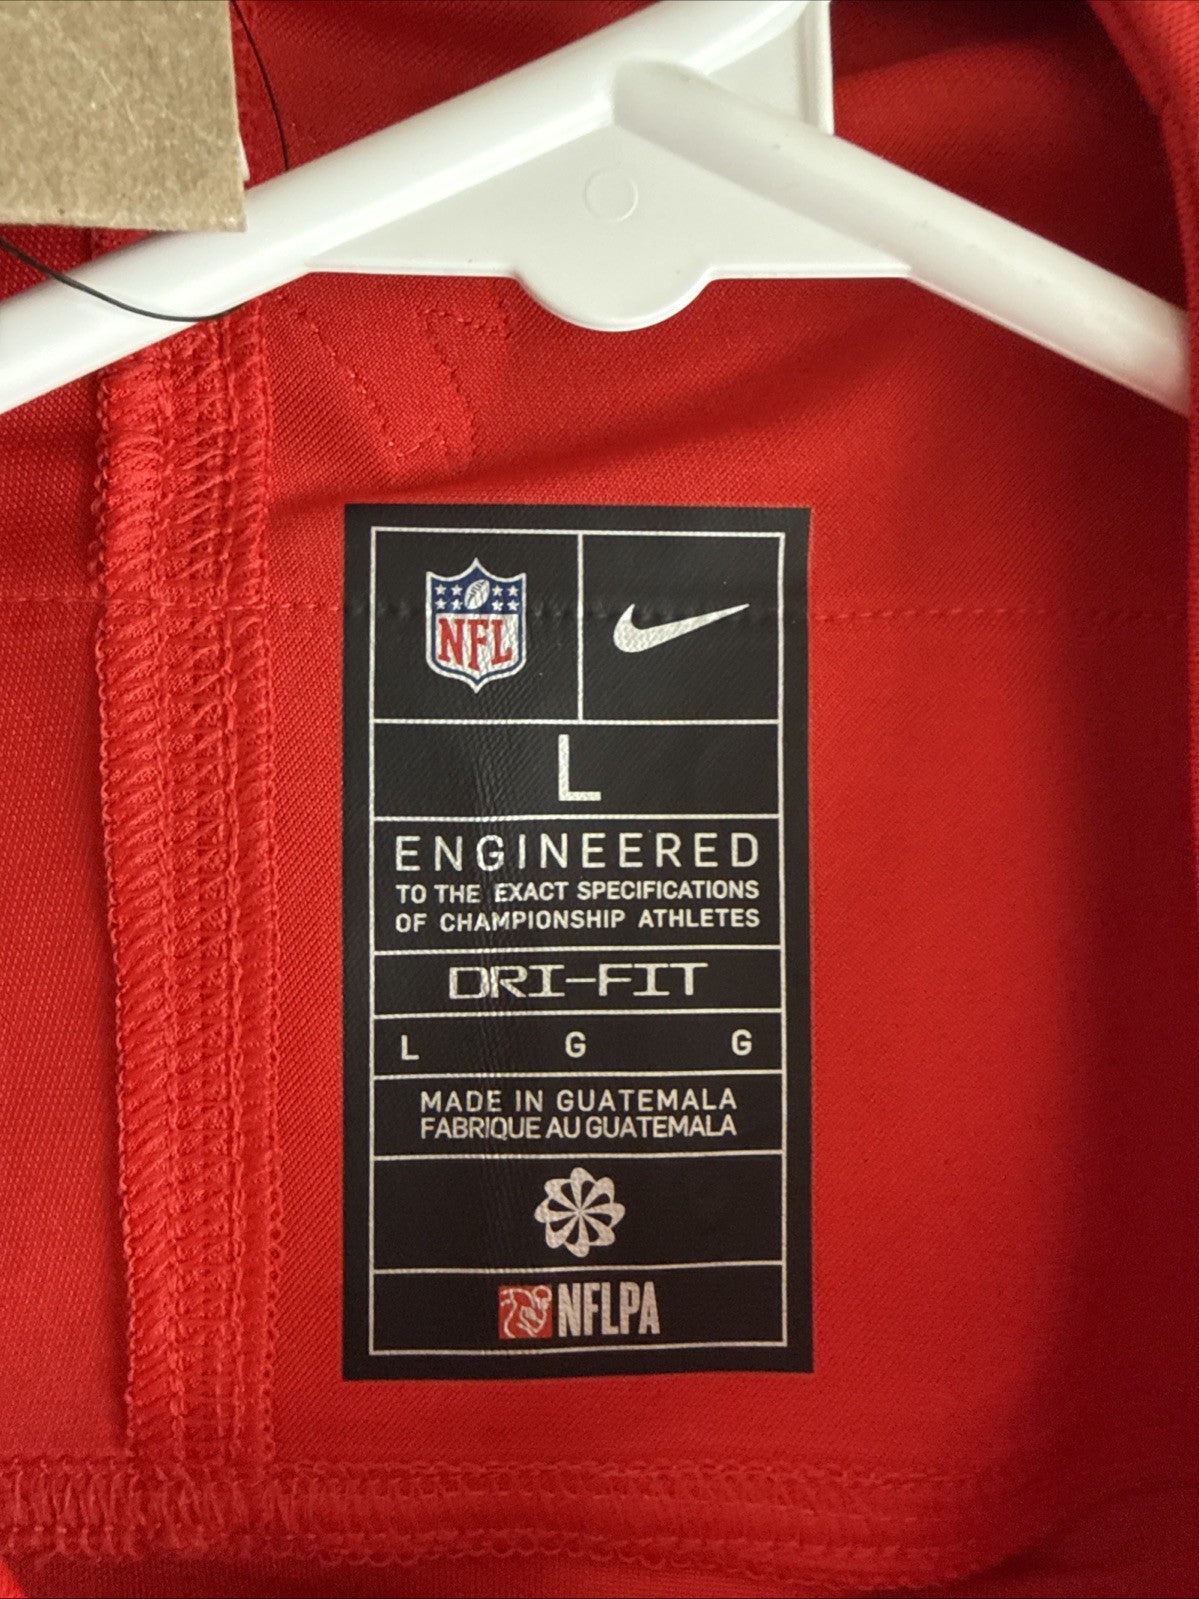 NFL
L
ENGINEERED
TO THE EXACT SPECIFICATIONS
OF CHAMPIONSHIP ATHLETES
DRI-FIT
L G G
MADE IN GUATEMALA
FABRIQUE AU GUATEMALA
NFLPA